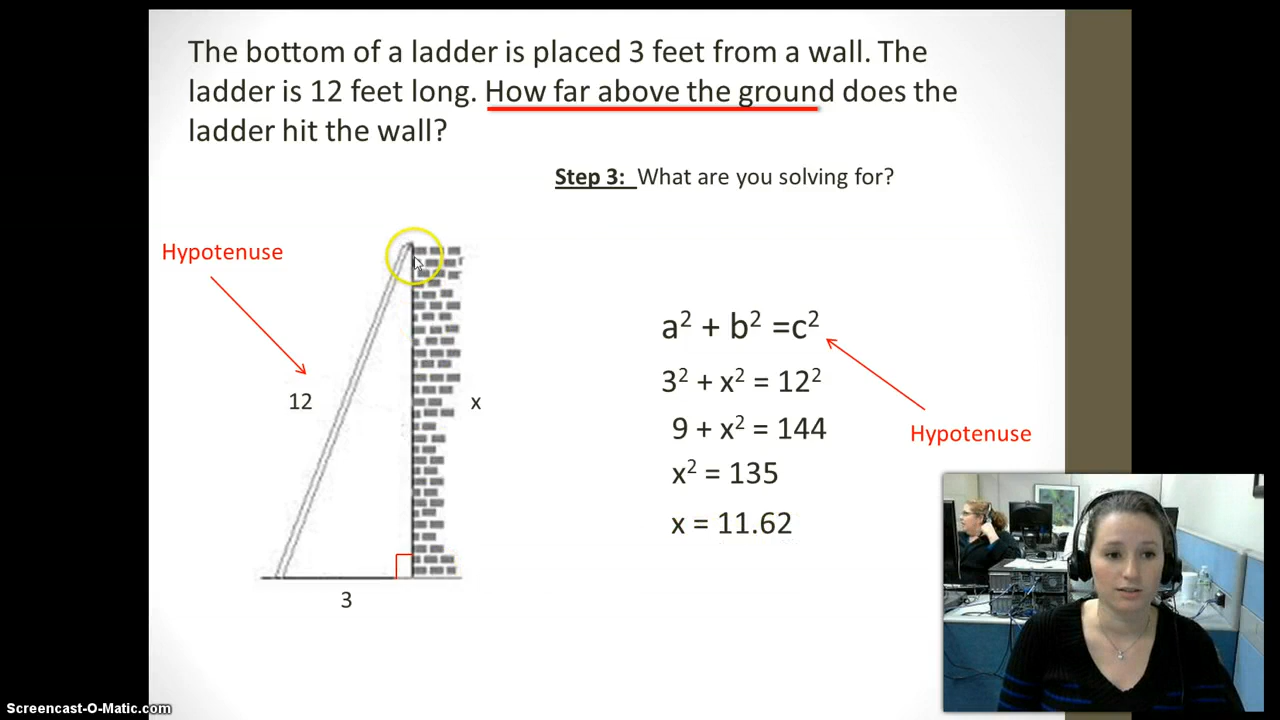 The bottom of a ladder is placed 3 feet from a wall. The
ladder is 12 feet long. How far above the ground does the
ladder hit the wall?
Step 3: What are you solving for?
Hypotenuse
12
x
3
a² + b² =c²
3² + x² = 12²
9 + x² = 144
x² = 135
x = 11.62
Hypotenuse
Screencast-O-Matic.com